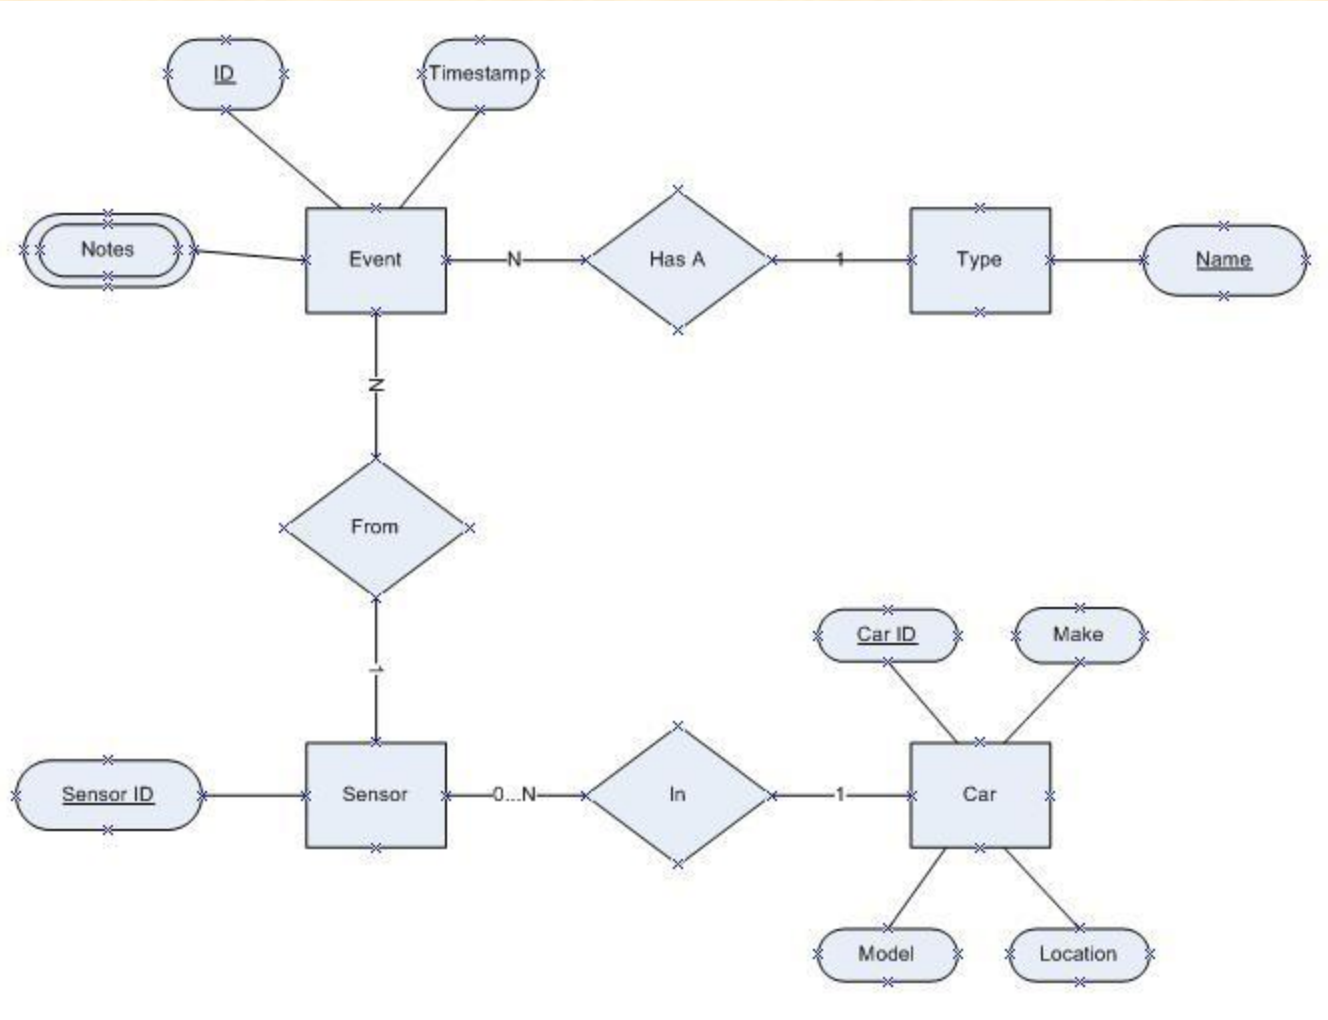 ID
Timestamp
Notes
Event
N
Has A
1
Type
Name
N
From
1
Car ID
Make
Sensor ID
Sensor
0...N
In
1
Car
Model
Location